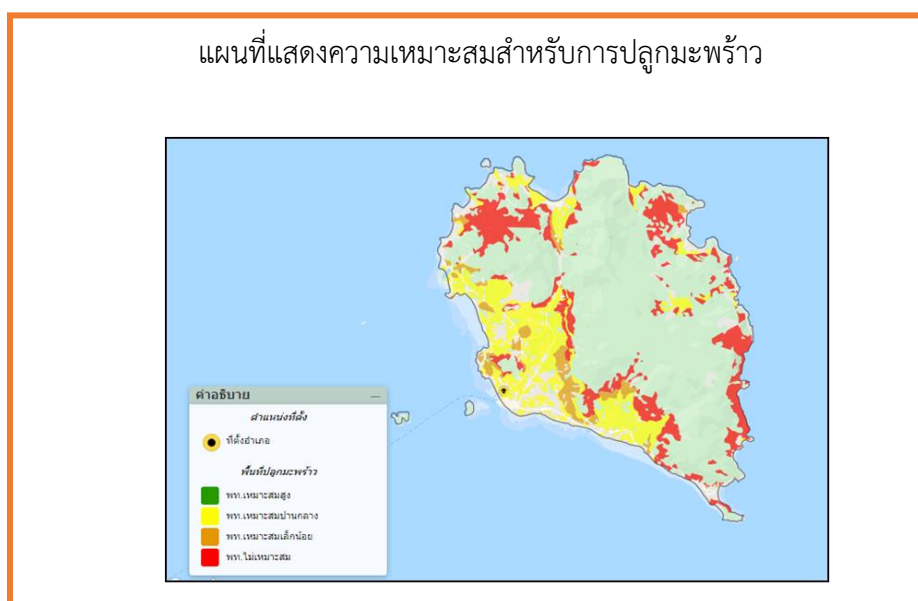 แผนที่แสดงความเหมาะสมสำหรับการปลูกมะพร้าว
คำอธิบาย
ตำแหน่งที่ตั้ง
ที่ตั้งอำเภอ
พื้นที่ปลูกมะพร้าว
พท.เหมาะสมสูง
พท.เหมาะสมปานกลาง
พท.เหมาะสมเล็กน้อย
พท.ไม่เหมาะสม